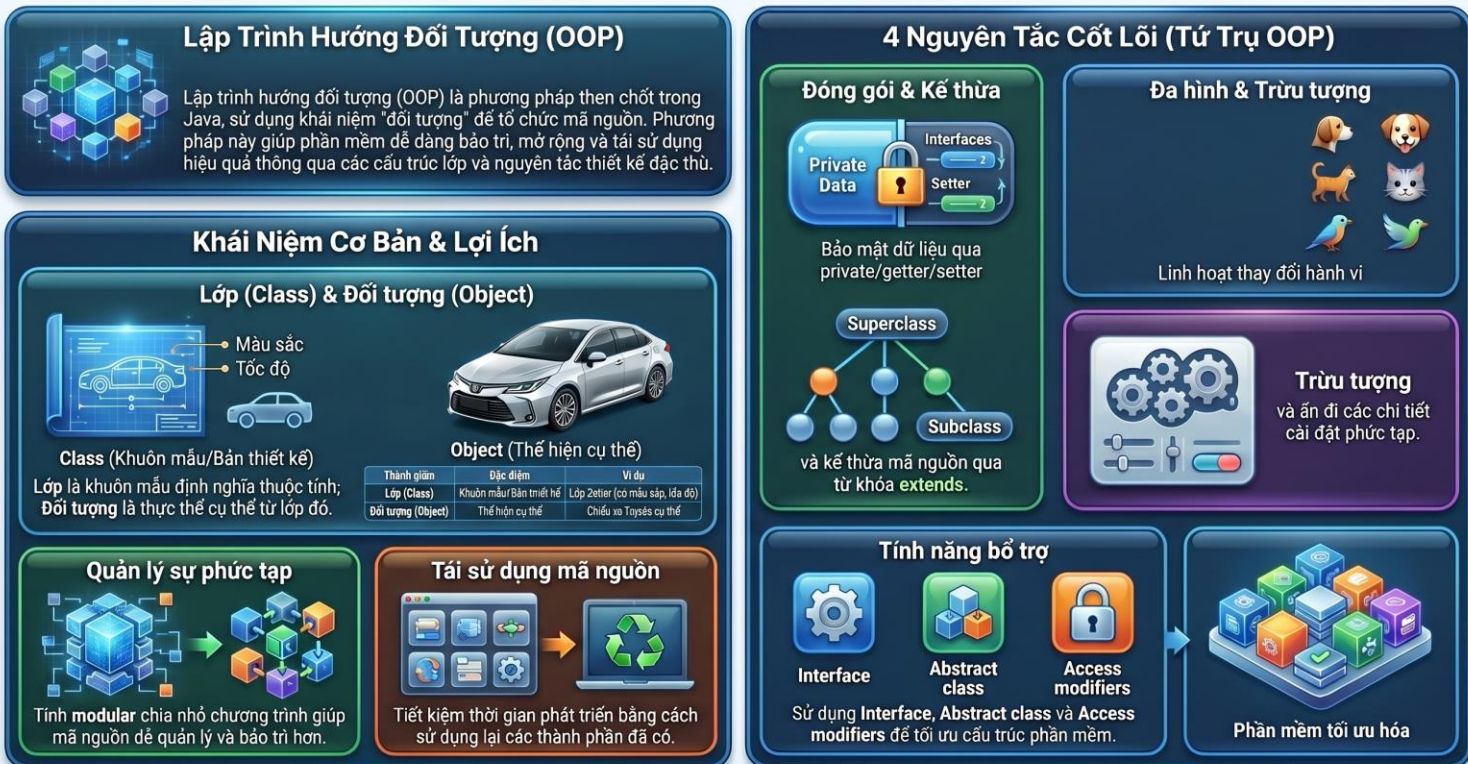 Lập Trình Hướng Đối Tượng (OOP)
Lập trình hướng đối tượng (OOP) là phương pháp then chốt trong
Java, sử dụng khái niệm "đối tượng" để tổ chức mã nguồn. Phương
pháp này giúp phần mềm dễ dàng bảo trì, mở rộng và tái sử dụng
hiệu quả thông qua các cấu trúc lớp và nguyên tắc thiết kế đặc thù.
Khái Niệm Cơ Bản & Lợi Ích
Lớp (Class) & Đối tượng (Object)
Màu sắc
Tốc độ
Class (Khuôn mẫu/Bản thiết kế)
Lớp là khuôn mẫu định nghĩa thuộc tính;
Đối tượng là thực thể cụ thể từ lớp đó.
Object (Thể hiện cụ thể)
Thành Đặc điệm Ví dụ
Lớp (Class) Khuôn mẫu/Bản Lớp 2etier (có
Đối tượng (Object) Thể cụ thể cụ thể
Quản lý sự phức tạp
Tính modular chia nhỏ chương trình giúp
mã nguồn dẻ quản lý và bảo trì hơn.
Tái sử dụng mã nguồn
Tiết kiệm thời gian phát triển bằng cách
sử dụng lại các thành phần đã có.
4 Nguyên Tắc Cốt Lõi (Tứ Trụ OOP)
Đóng gói & Kế thừa
Private
Data
Interfaces
2
Setter
2
Bảo mật dữ liệu qua
private/getter/setter
Superclass
Subclass
và kế thừa mã nguồn qua
từ khóa extends.
Đa hình & Trừu tượng
Linh hoạt thay đổi hành vi
Trừu tượng
và ẩn đi các chi tiết
cài đặt phức tạp.
Tính năng bổ trợ
Interface
Abstract
class
Access
modifiers
Sử dụng Interface, Abstract class và Access
modifiers để tối ưu cấu trúc phần mềm.
Phần mềm tối ưu hóa